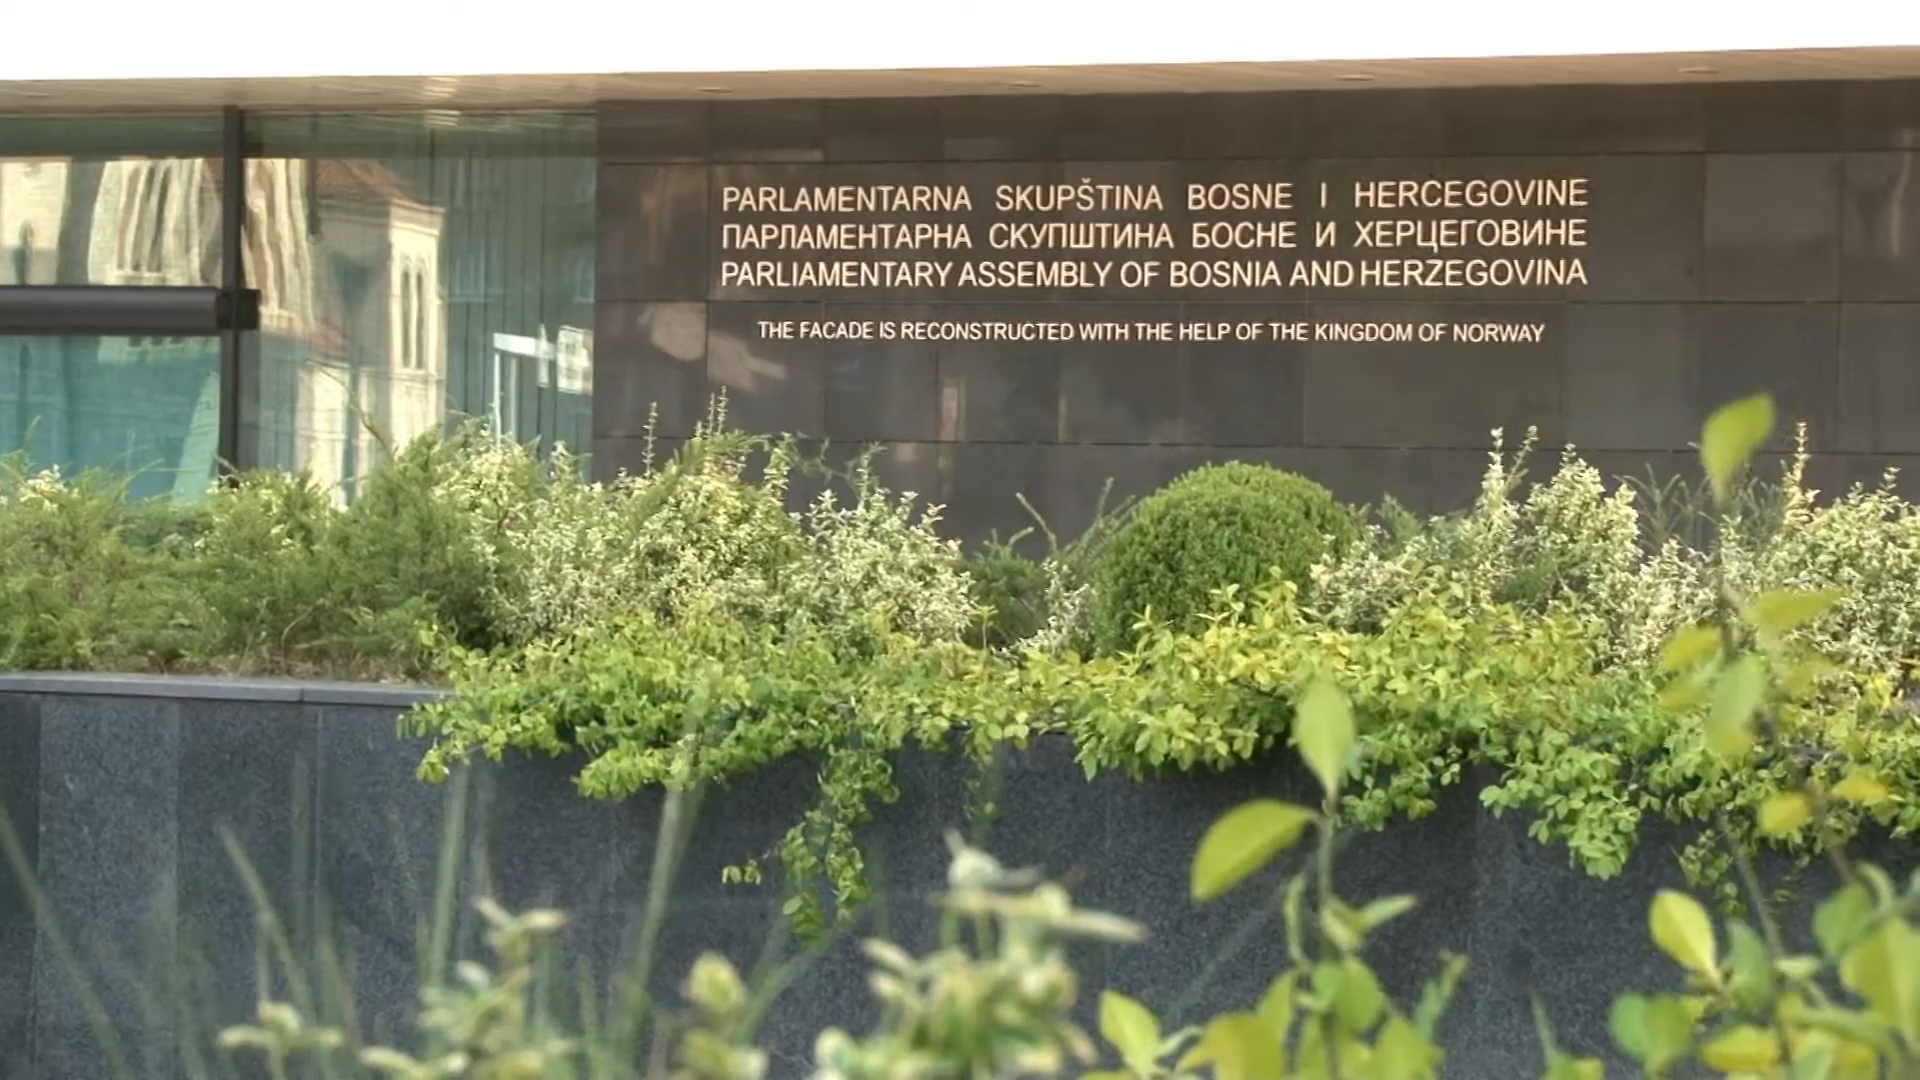 PARLAMENTARNA SKUPŠTINA BOSNE I HERCEGOVINE
ПАРЛАМЕНТАРНА СКУПШТИНА БОСНЕ И ХЕРЦЕГОВИНЕ
PARLIAMENTARY ASSEMBLY OF BOSNIA AND HERZEGOVINA
THE FACADE IS RECONSTRUCTED WITH THE HELP OF THE KINGDOM OF NORWAY